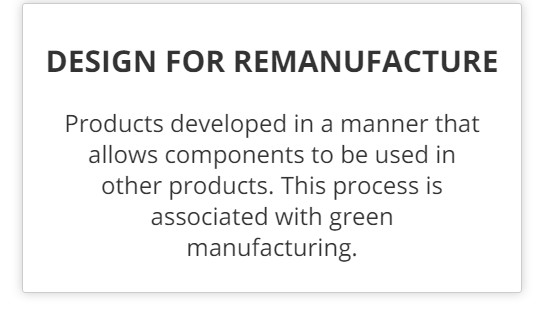 DESIGN FOR REMANUFACTURE
Products developed in a manner that
allows components to be used in
other products. This process is
associated with green
manufacturing.